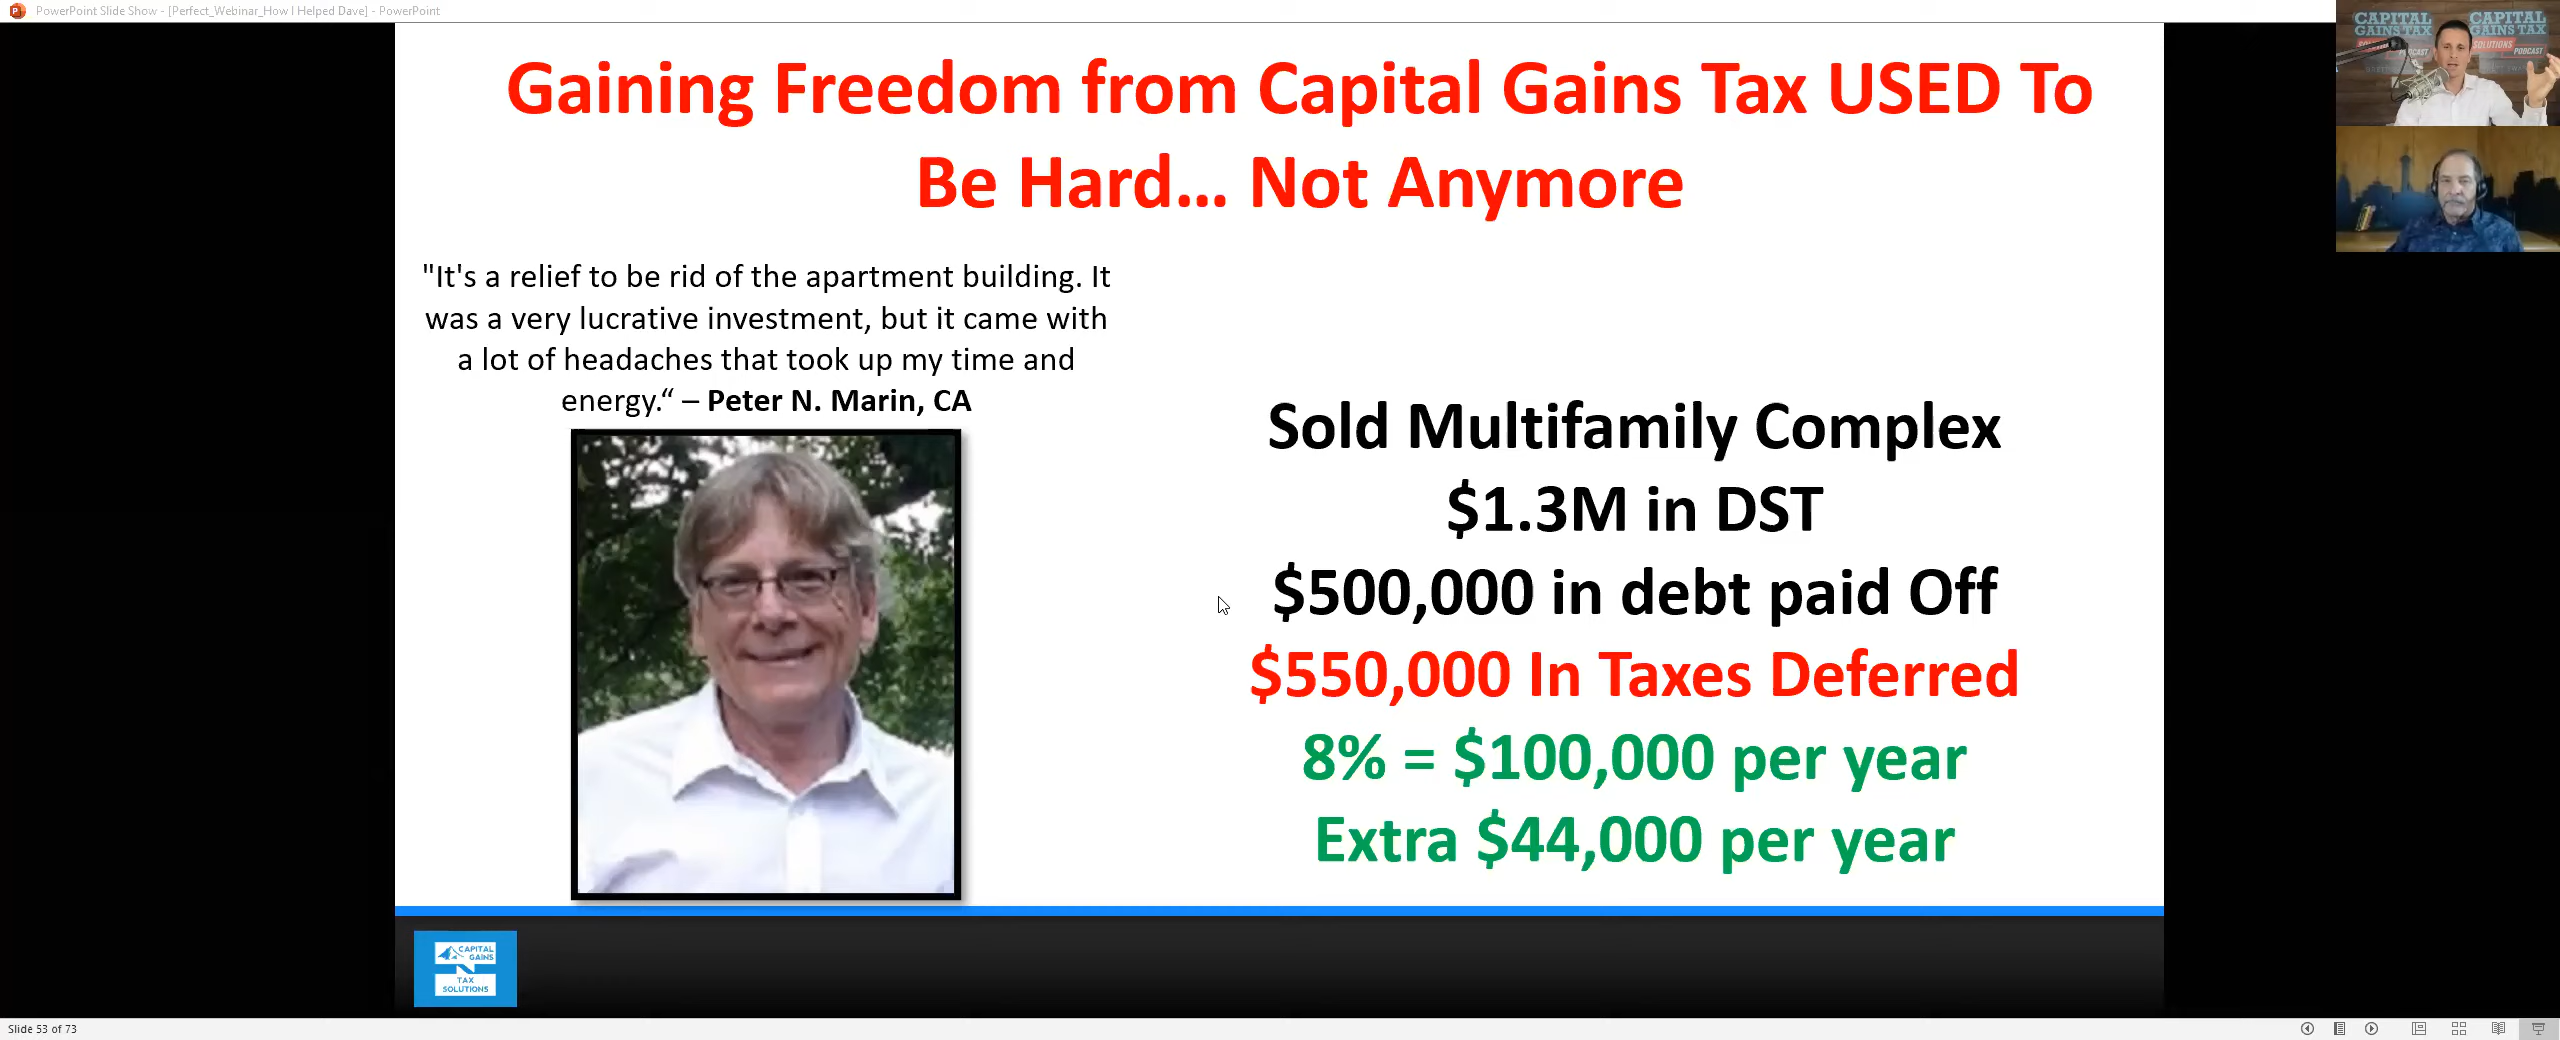 PowerPoint Slide Show - [Perfect_Webinar_How I Helped Dave] - PowerPoint
CAPITAL
GAINS TAX
SOLUTIONS
PODCAST
CAPITAL
GAINS TAX
SOLUTIONS
PODCAST
Gaining Freedom from Capital Gains Tax USED To
Be Hard... Not Anymore
"It's a relief to be rid of the apartment building. It
was a very lucrative investment, but it came with
a lot of headaches that took up my time and
energy.“ – Peter N. Marin, CA
Sold Multifamily Complex
$1.3M in DST
$500,000 in debt paid Off
$550,000 In Taxes Deferred
8% = $100,000 per year
Extra $44,000 per year
CAPITAL
GAINS
TAX
SOLUTIONS
Slide 53 of 73